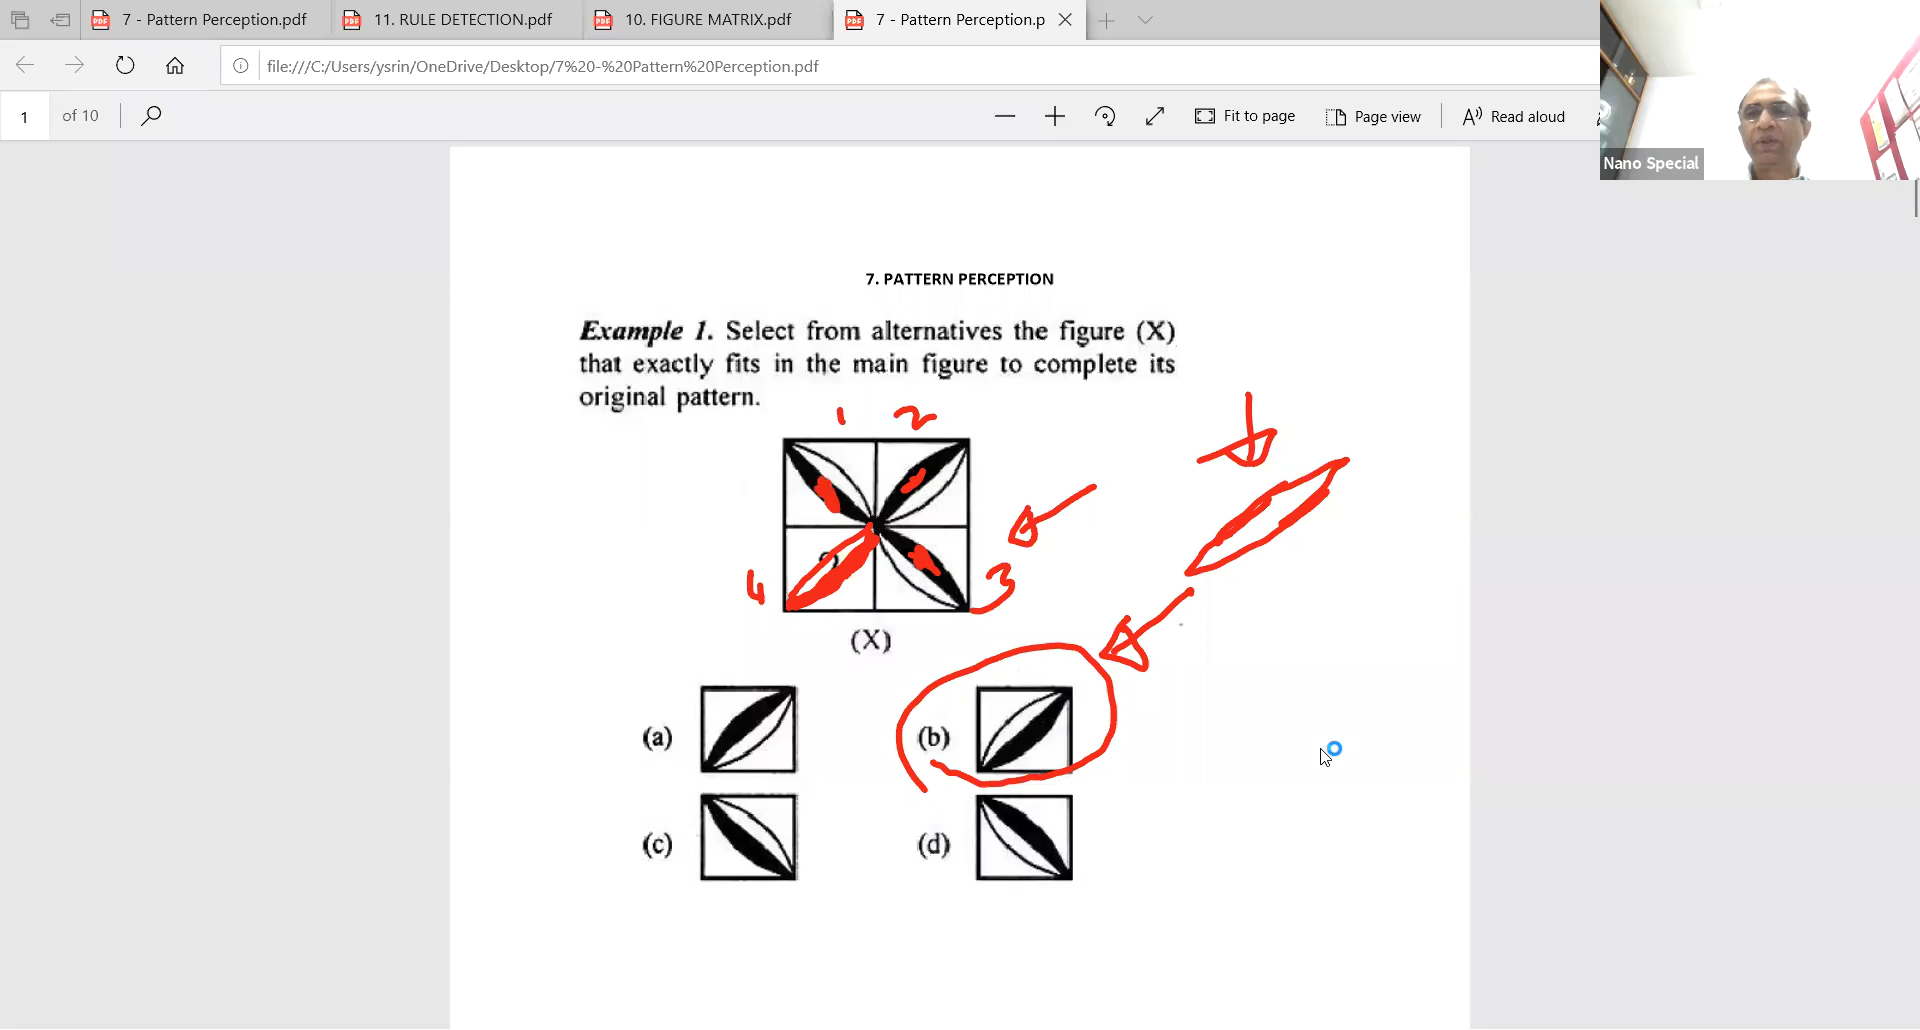 7 - Pattern Perception.pdf
11. RULE DETECTION.pdf
10. FIGURE MATRIX.pdf
7 - Pattern Perception.p
file:///C:/Users/ysrin/OneDrive/Desktop/7%20-%20Pattern%20Perception.pdf
1 of 10
Fit to page
Page view
Read aloud
Nano Special
7. PATTERN PERCEPTION
Example 1. Select from alternatives the figure (X)
that exactly fits in the main figure to complete its
original pattern.
1 2
3
4
(X)
(a)
(b)
(c)
(d)